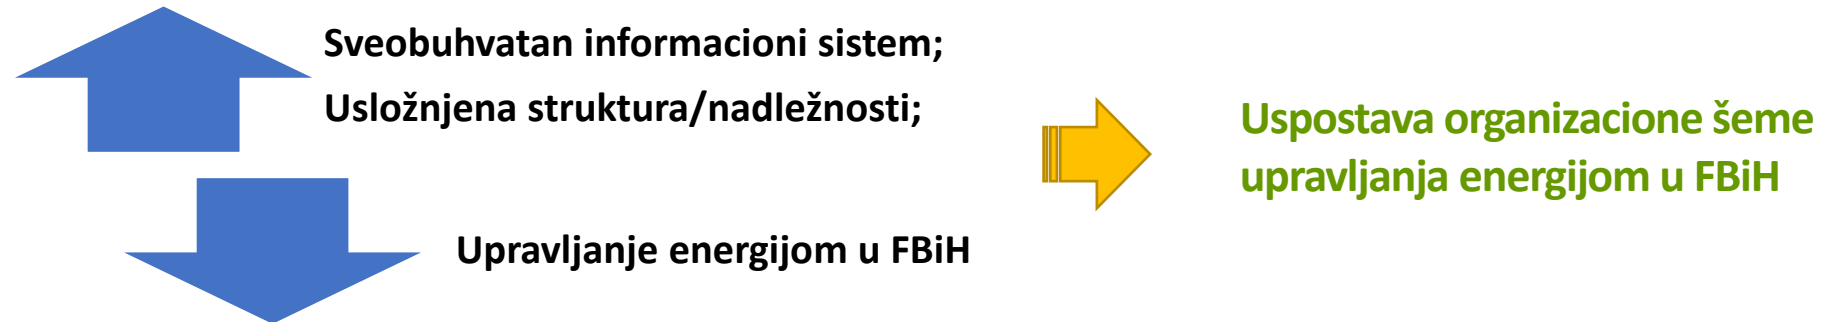 Sveobuhvatan informacioni sistem;
Usložnjena struktura/nadležnosti;
Upravljanje energijom u FBiH
Uspostava organizacione šeme
upravljanja energijom u FBiH